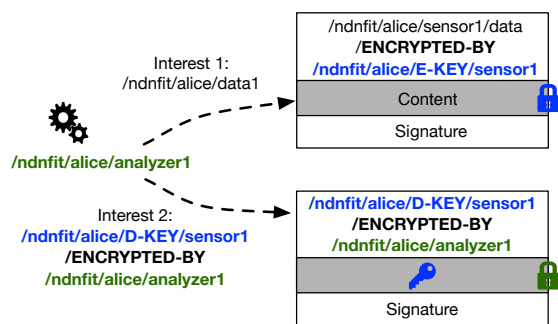 /ndnfit/alice/sensor1/data
/ENCRYPTED-BY
/ndnfit/alice/E-KEY/sensor1
Content
Signature
Interest 1:
/ndnfit/alice/data1
/ndnfit/alice/analyzer1
Interest 2:
/ndnfit/alice/D-KEY/sensor1
/ENCRYPTED-BY
/ndnfit/alice/analyzer1
/ndnfit/alice/D-KEY/sensor1
/ENCRYPTED-BY
/ndnfit/alice/analyzer1
Signature